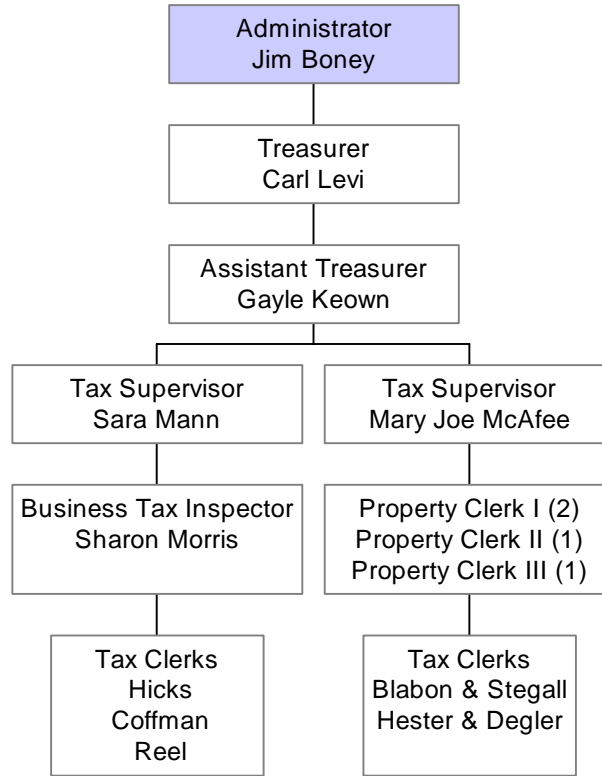 Administrator
Jim Boney
Treasurer
Carl Levi
Assistant Treasurer
Gayle Keown
Tax Supervisor
Sara Mann
Tax Supervisor
Mary Joe McAfee
Business Tax Inspector
Sharon Morris
Property Clerk I (2)
Property Clerk II (1)
Property Clerk III (1)
Tax Clerks
Hicks
Coffman
Reel
Tax Clerks
Blabon & Stegall
Hester & Degler